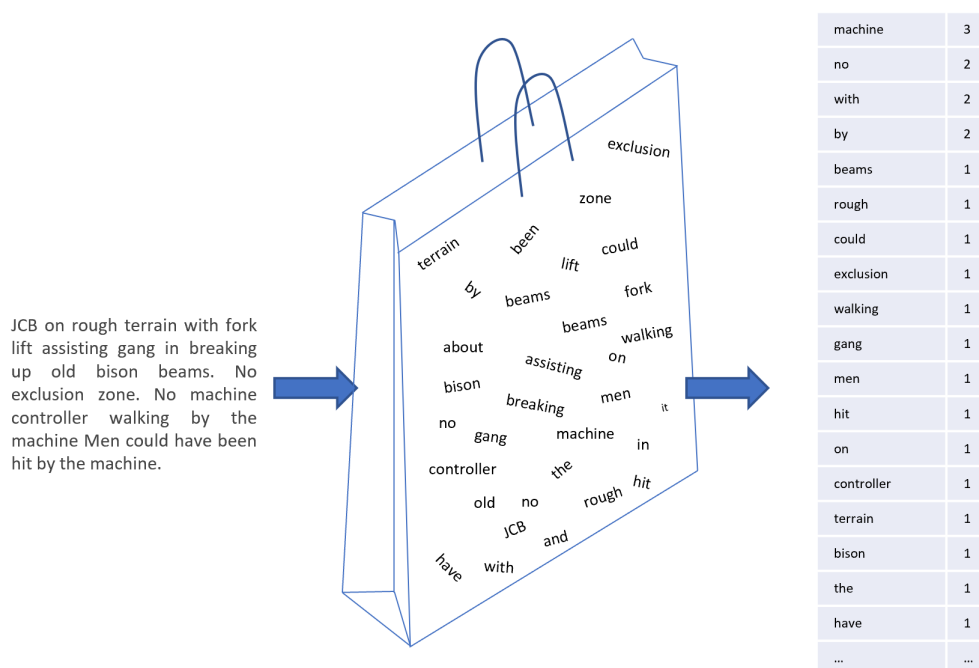 JCB on rough terrain with fork
lift assisting gang in breaking
up old bison beams. No
exclusion zone. No machine
controller walking by the
machine Men could have been
hit by the machine.
exclusion
zone
terrain
been
could
lift
by
beams
fork
beams
walking
about
assisting
on
bison
breaking
men
it
no
gang
machine
in
controller
the
old
no
rough
hit
JCB
and
have
with
machine 3
no 2
with 2
by 2
beams 1
rough 1
could 1
exclusion 1
walking 1
gang 1
men 1
hit 1
on 1
controller 1
terrain 1
bison 1
the 1
have 1
... ...